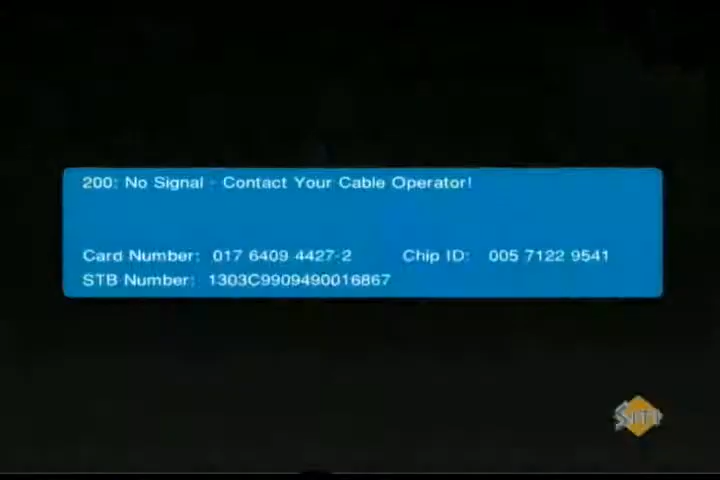 200: No Signal - Contact Your Cable Operator!
Card Number: 017 6409 4427-2 Chip ID: 005 7122 9541
STB Number: 1303C9909490016867
SITI